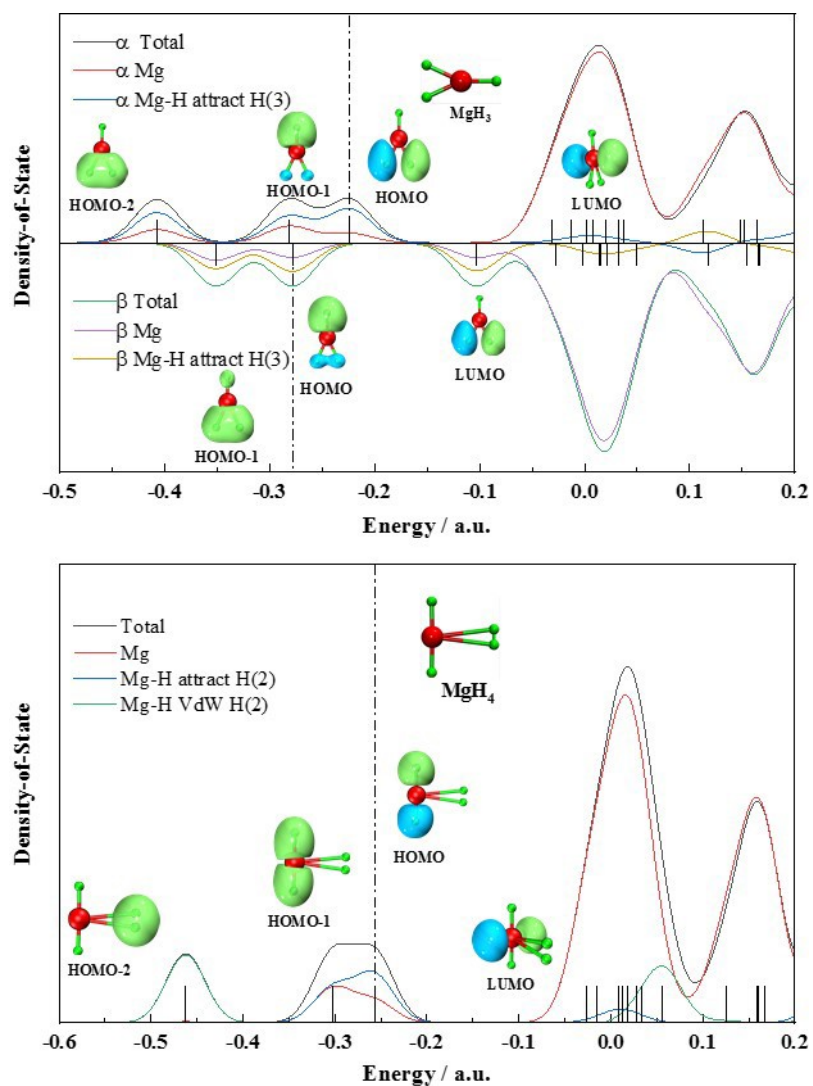 α Total
α Mg
α Mg-H attract H(3)
MgH₃
HOMO-2
HOMO-1
HOMO
LUMO
Density-of-State
β Total
β Mg
β Mg-H attract H(3)
HOMO
LUMO
HOMO-1
-0.5 -0.4 -0.3 -0.2 -0.1 0.0 0.1 0.2
Energy / a.u.
Total
Mg
Mg-H attract H(2)
Mg-H VdW H(2)
MgH₄
Density-of-State
HOMO
HOMO-1
HOMO-2
LUMO
-0.6 -0.5 -0.4 -0.3 -0.2 -0.1 0.0 0.1 0.2
Energy / a.u.